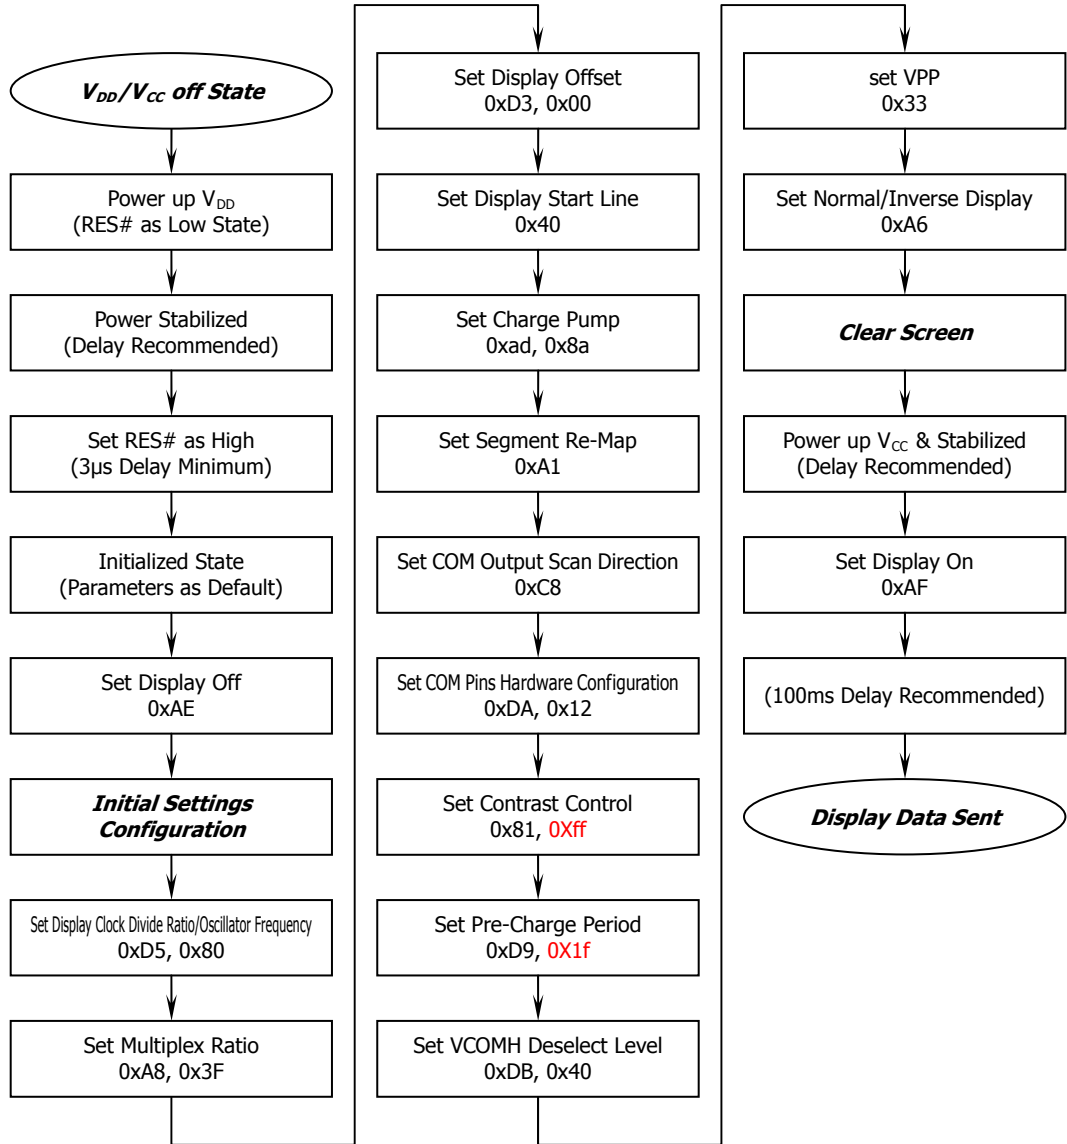 V_DD/V_CC off State
Power up V_DD
(RES# as Low State)
Power Stabilized
(Delay Recommended)
Set RES# as High
(3μs Delay Minimum)
Initialized State
(Parameters as Default)
Set Display Off
0xAE
Initial Settings
Configuration
Set Display Clock Divide Ratio/Oscillator Frequency
0xD5, 0x80
Set Multiplex Ratio
0xA8, 0x3F
Set Display Offset
0xD3, 0x00
Set Display Start Line
0x40
Set Charge Pump
0xad, 0x8a
Set Segment Re-Map
0xA1
Set COM Output Scan Direction
0xC8
Set COM Pins Hardware Configuration
0xDA, 0x12
Set Contrast Control
0x81, 0Xff
Set Pre-Charge Period
0xD9, 0X1f
Set VCOMH Deselect Level
0xDB, 0x40
set VPP
0x33
Set Normal/Inverse Display
0xA6
Clear Screen
Power up V_CC & Stabilized
(Delay Recommended)
Set Display On
0xAF
(100ms Delay Recommended)
Display Data Sent